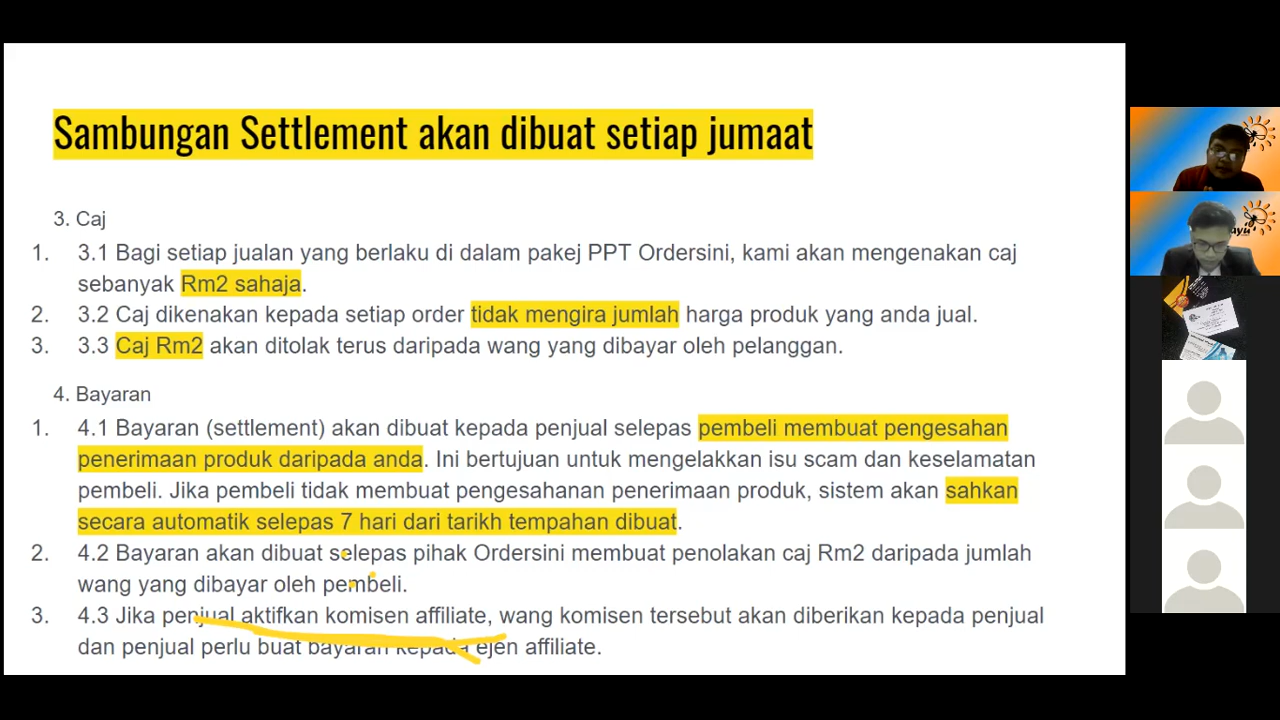 Sambungan Settlement akan dibuat setiap jumaat
3. Caj
1. 3.1 Bagi setiap jualan yang berlaku di dalam pakej PPT Ordersini, kami akan mengenakan caj
sebanyak Rm2 sahaja.
2. 3.2 Caj dikenakan kepada setiap order tidak mengira jumlah harga produk yang anda jual.
3. 3.3 Caj Rm2 akan ditolak terus daripada wang yang dibayar oleh pelanggan.
4. Bayaran
1. 4.1 Bayaran (settlement) akan dibuat kepada penjual selepas pembeli membuat pengesahan
penerimaan produk daripada anda. Ini bertujuan untuk mengelakkan isu scam dan keselamatan
pembeli. Jika pembeli tidak membuat pengesahanan penerimaan produk, sistem akan sahkan
secara automatik selepas 7 hari dari tarikh tempahan dibuat.
2. 4.2 Bayaran akan dibuat selepas pihak Ordersini membuat penolakan caj Rm2 daripada jumlah
wang yang dibayar oleh pembeli.
3. 4.3 Jika penjual aktifkan komisen affiliate, wang komisen tersebut akan diberikan kepada penjual
dan penjual perlu buat bayaran kepada ejen affiliate.